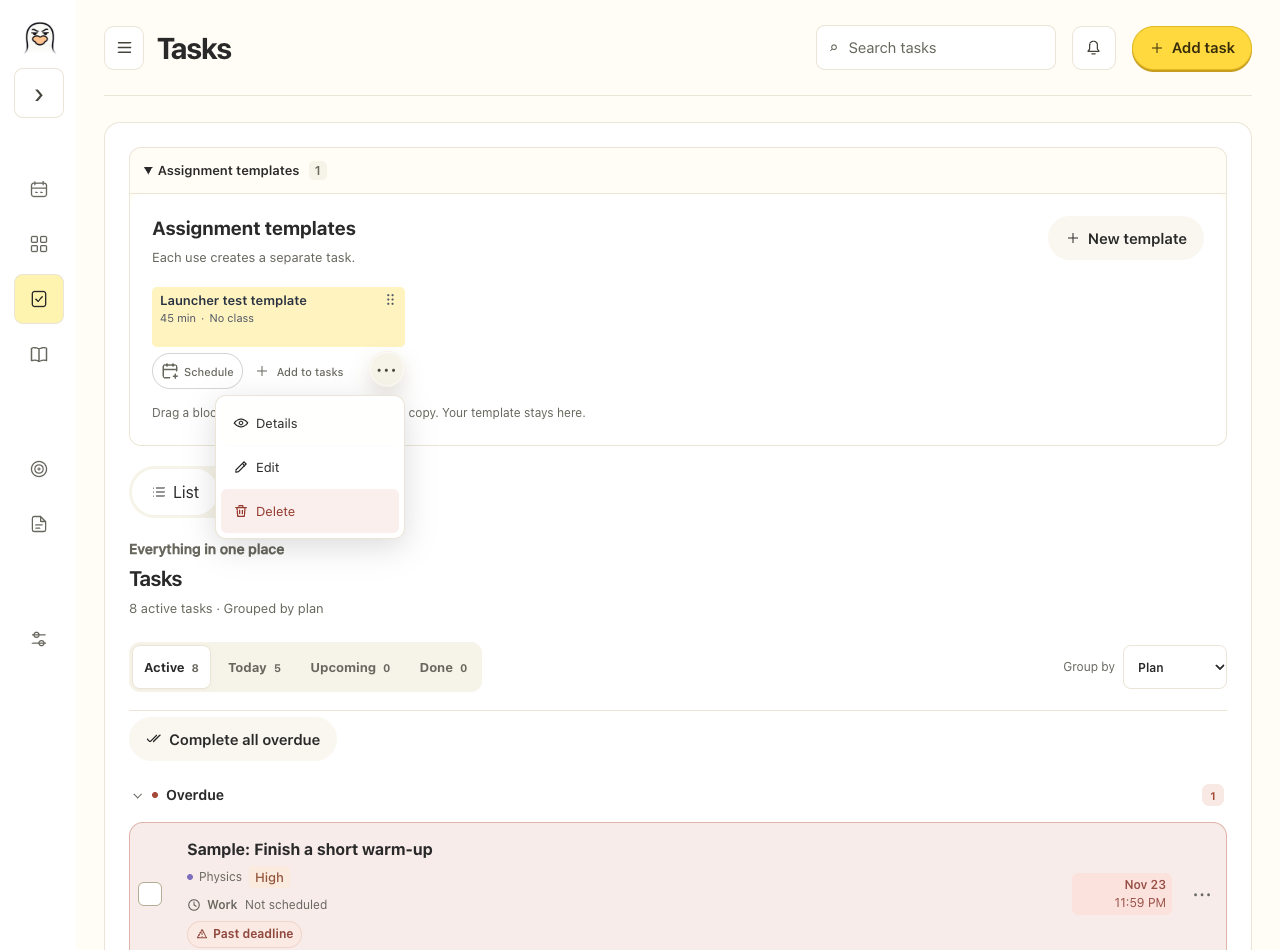 Tasks
Search tasks
Add task
Assignment templates 1
Assignment templates
Each use creates a separate task.
New template
Launcher test template
45 min · No class
Schedule
Add to tasks
Drag a
copy. Your template stays here.
Details
Edit
Delete
List
Everything in one place
Tasks
8 active tasks · Grouped by plan
Active 8
Today 5
Upcoming 0
Done 0
Group by
Plan
Complete all overdue
Overdue
1
Sample: Finish a short warm-up
Physics High
Work Not scheduled
Past deadline
Nov 23
11:59 PM